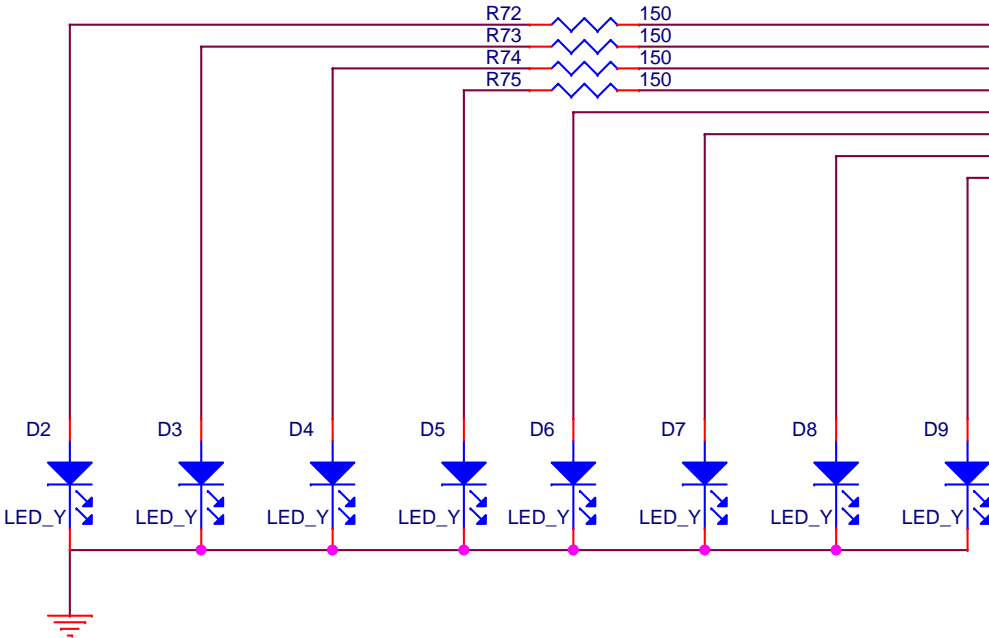 R72 150
R73 150
R74 150
R75 150
D2 D3 D4 D5 D6 D7 D8 D9
LED_Y LED_Y LED_Y LED_Y LED_Y LED_Y LED_Y LED_Y